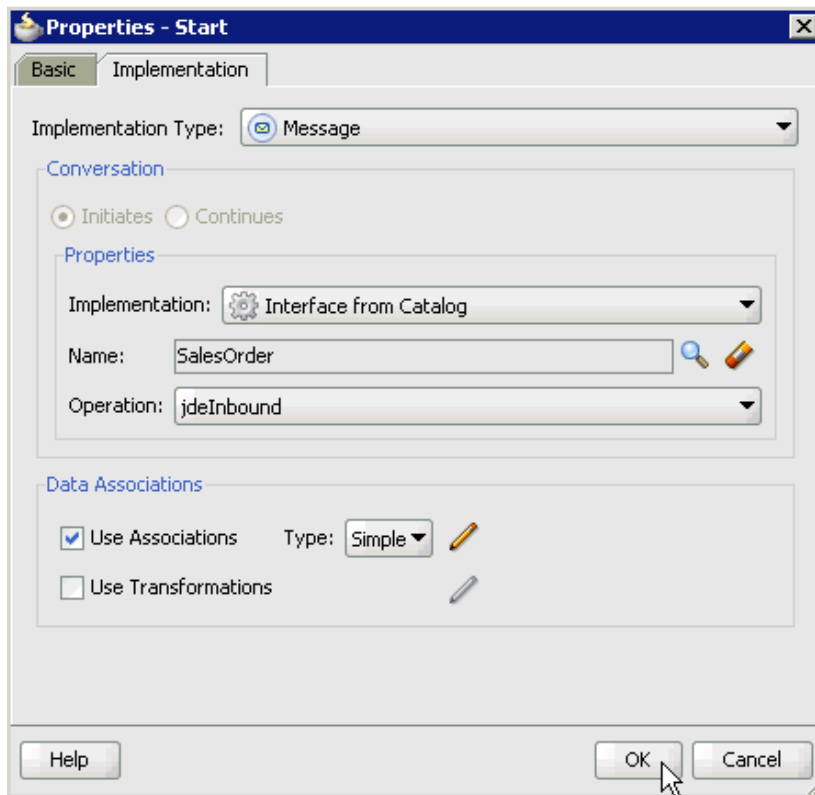 Properties - Start
Basic Implementation
Implementation Type: Message
Conversation
Initiates Continues
Properties
Implementation: Interface from Catalog
Name: SalesOrder
Operation: jdeInbound
Data Associations
Use Associations Type: Simple
Use Transformations
Help OK Cancel